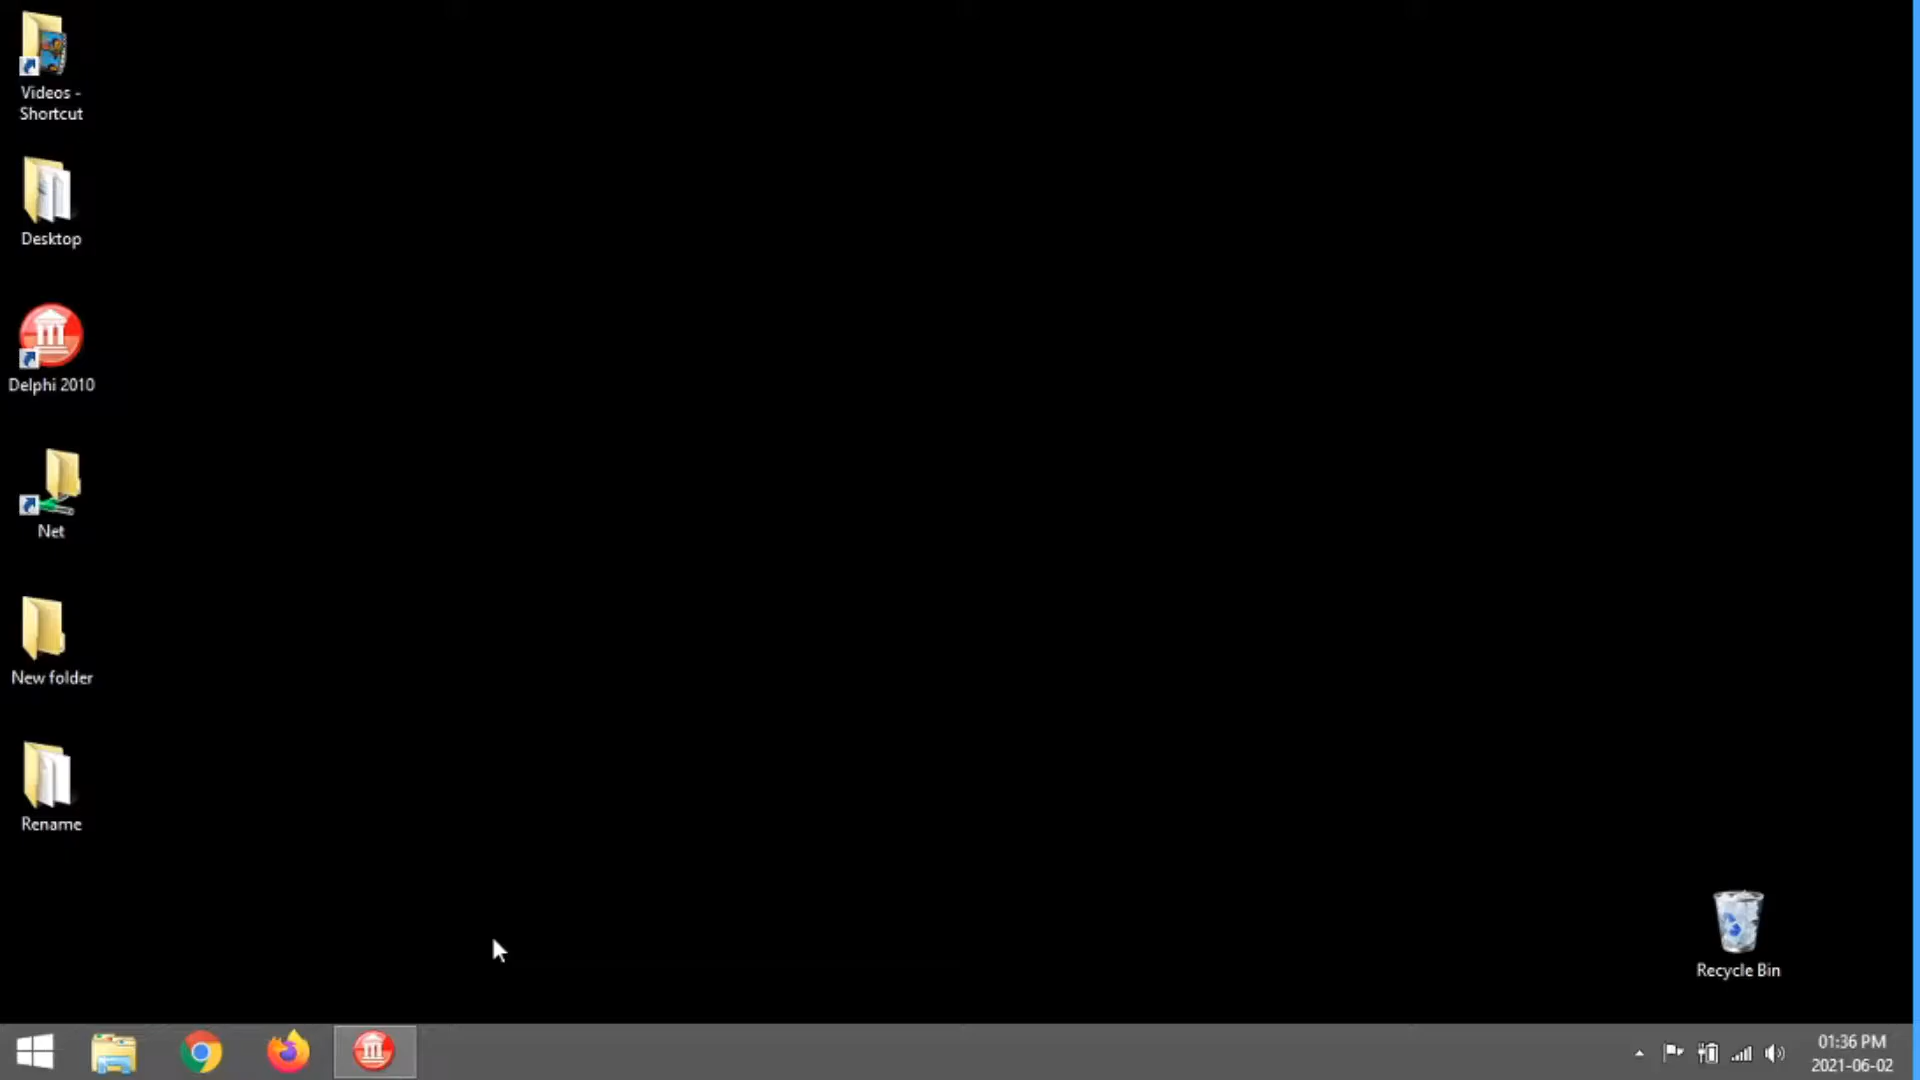 Videos -
Shortcut
Desktop
Delphi 2010
Net
New folder
Rename
Recycle Bin
01:36 PM
2021-06-02